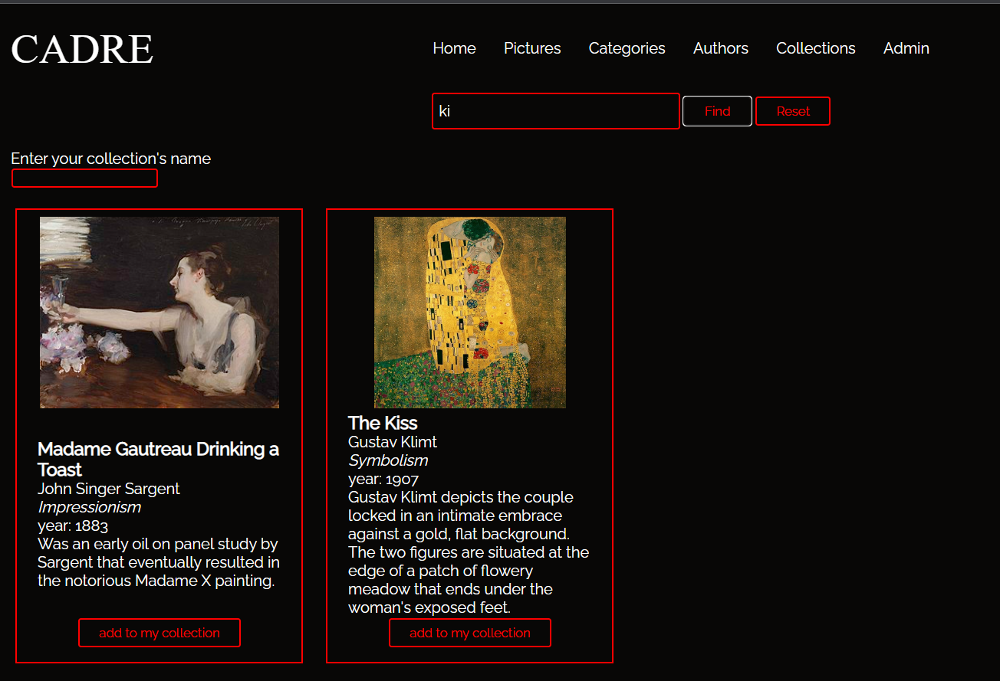 CADRE
Home Pictures Categories Authors Collections Admin
ki Find Reset
Enter your collection's name
Madame Gautreau Drinking a
Toast
John Singer Sargent
Impressionism
year: 1883
Was an early oil on panel study by
Sargent that eventually resulted in
the notorious Madame X painting.
add to my collection
The Kiss
Gustav Klimt
Symbolism
year: 1907
Gustav Klimt depicts the couple
locked in an intimate embrace
against a gold, flat background.
The two figures are situated at the
edge of a patch of flowery
meadow that ends under the
woman's exposed feet.
add to my collection